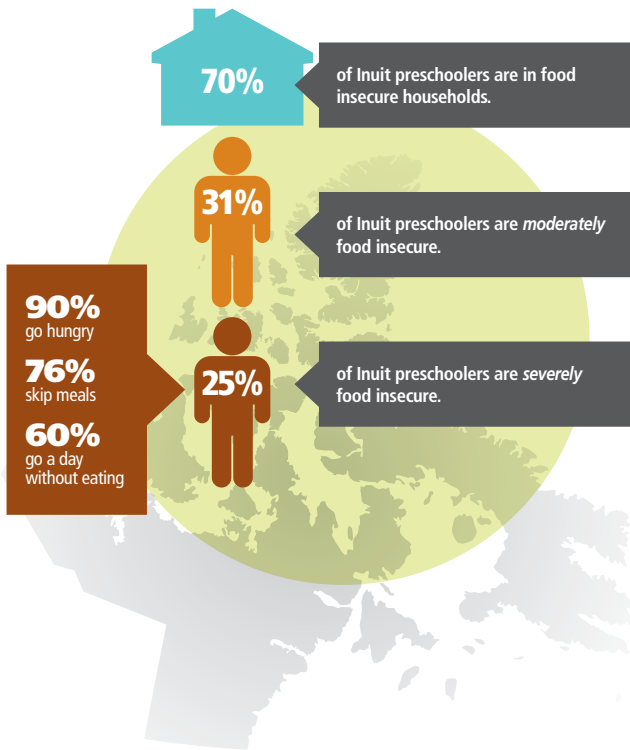 70%
of Inuit preschoolers are in food
insecure households.
31%
of Inuit preschoolers are moderately
food insecure.
90%
go hungry
76%
skip meals
60%
go a day
without eating
25%
of Inuit preschoolers are severely
food insecure.